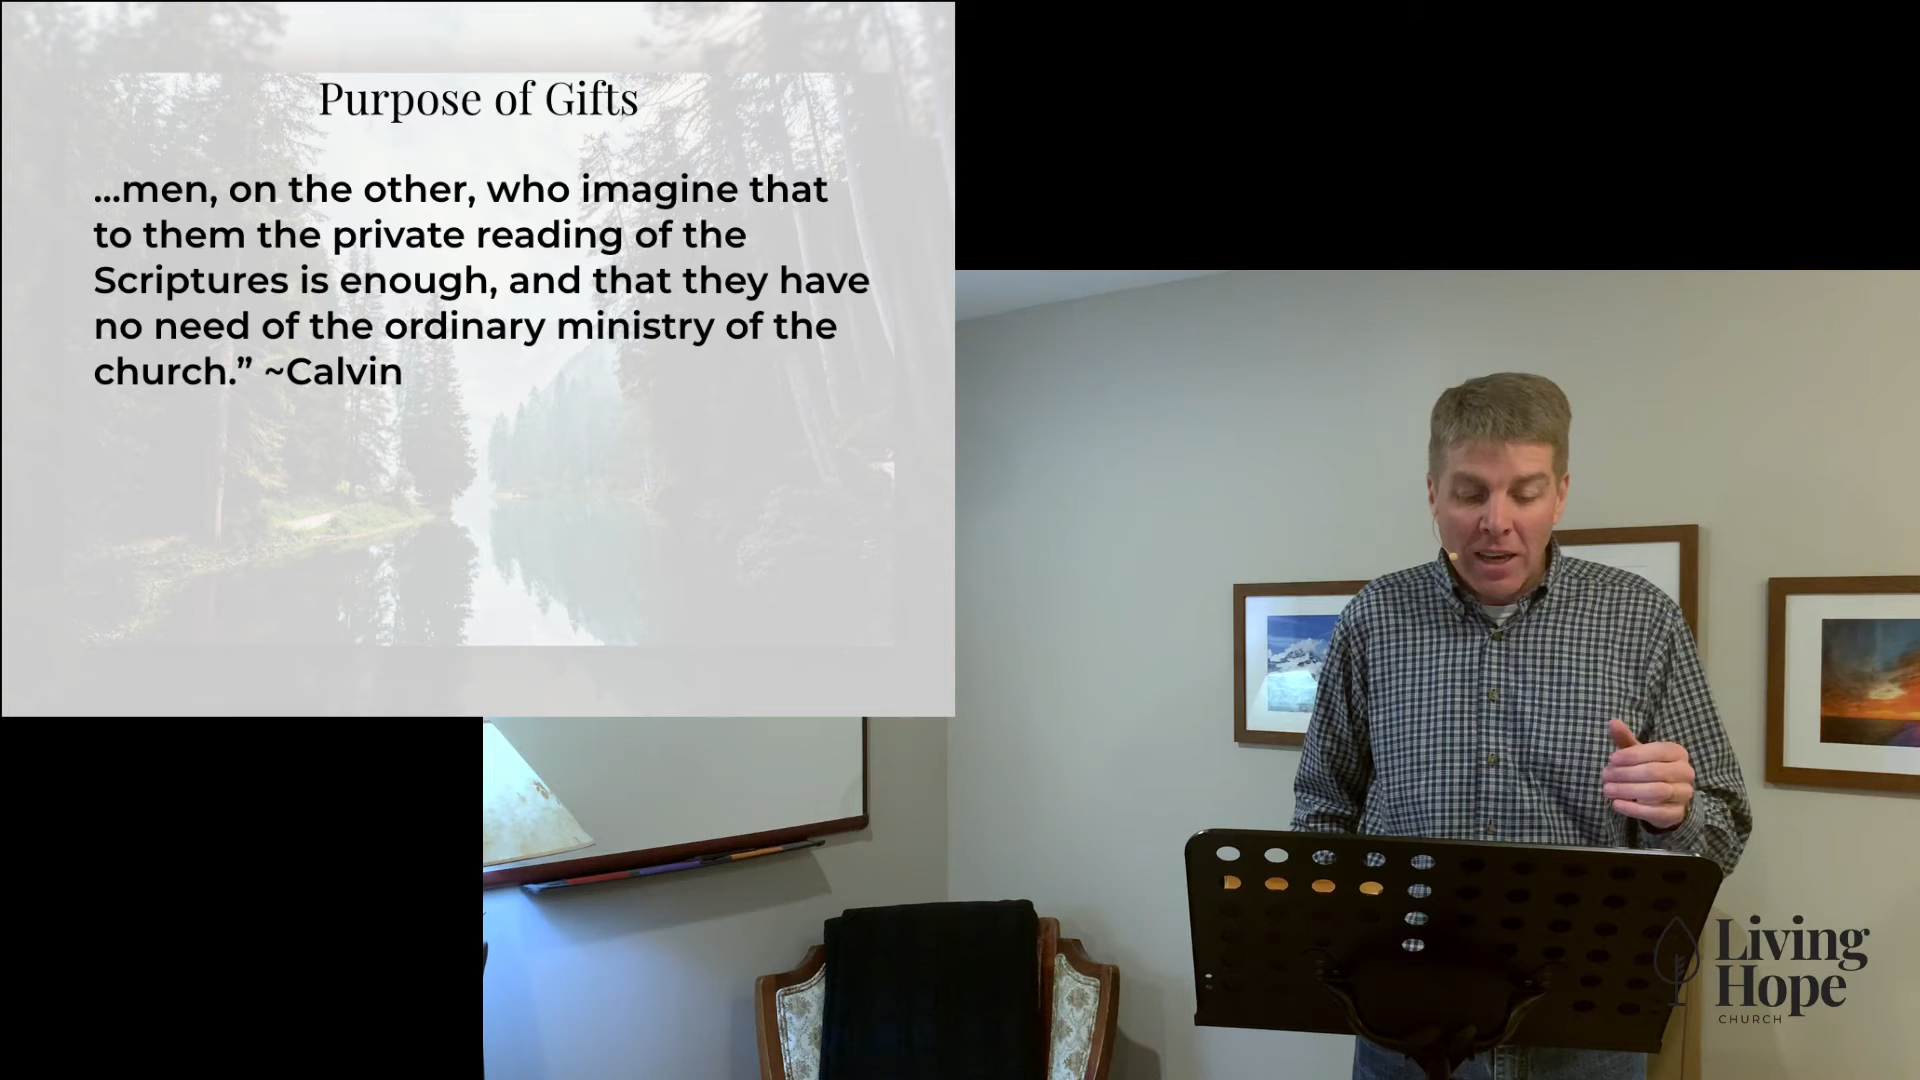 Purpose of Gifts
...men, on the other, who imagine that
to them the private reading of the
Scriptures is enough, and that they have
no need of the ordinary ministry of the
church.” ~Calvin
Living
Hope
CHURCH